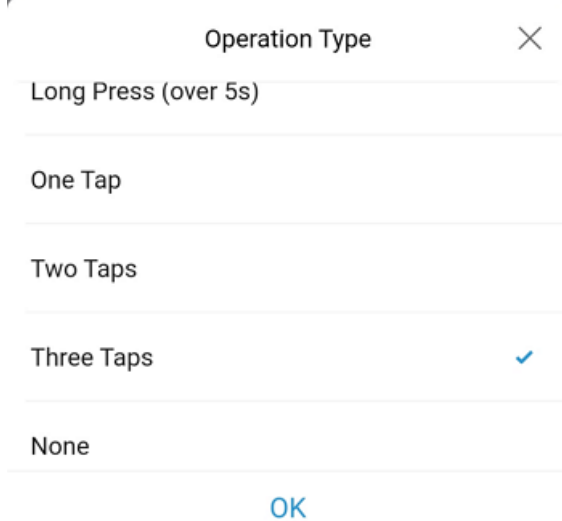 Operation Type
Long Press (over 5s)
One Tap
Two Taps
Three Taps
None
OK